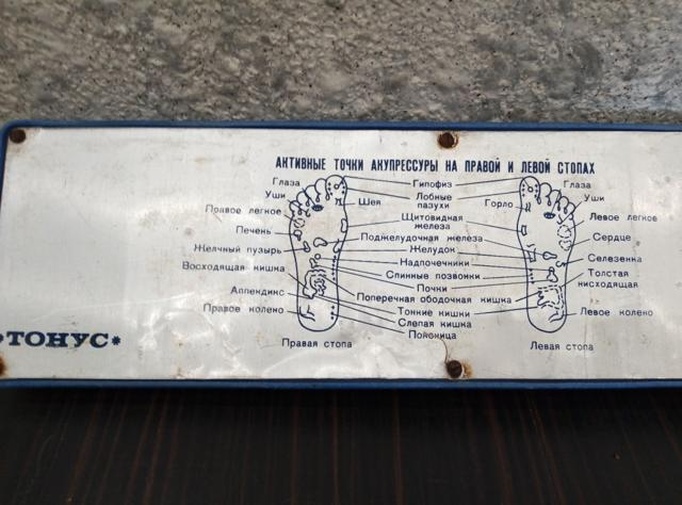 АКТИВНЫЕ ТОЧКИ АКУПРЕССУРЫ НА ПРАВОЙ И ЛЕВОЙ СТОПАХ
Глаза
Уши
Правое легкое
Печень
Желчный пузырь
Восходящая кишка
Аппендикс
Правое колено
Правая стопа
Шея
Гипофиз
Лобные
пазухи
Щитовидная
железа
Поджелудочная железа
Желудок
Надпочечники
Спинные позвонки
Почки
Поперечная ободочная кишка
Тонкие кишки
Слепая кишка
Поясница
Горло
Глаза
Уши
Левое легкое
Сердце
Селезенка
Толстая
нисходящая
Левое колено
Левая стопа
ТОНУС*